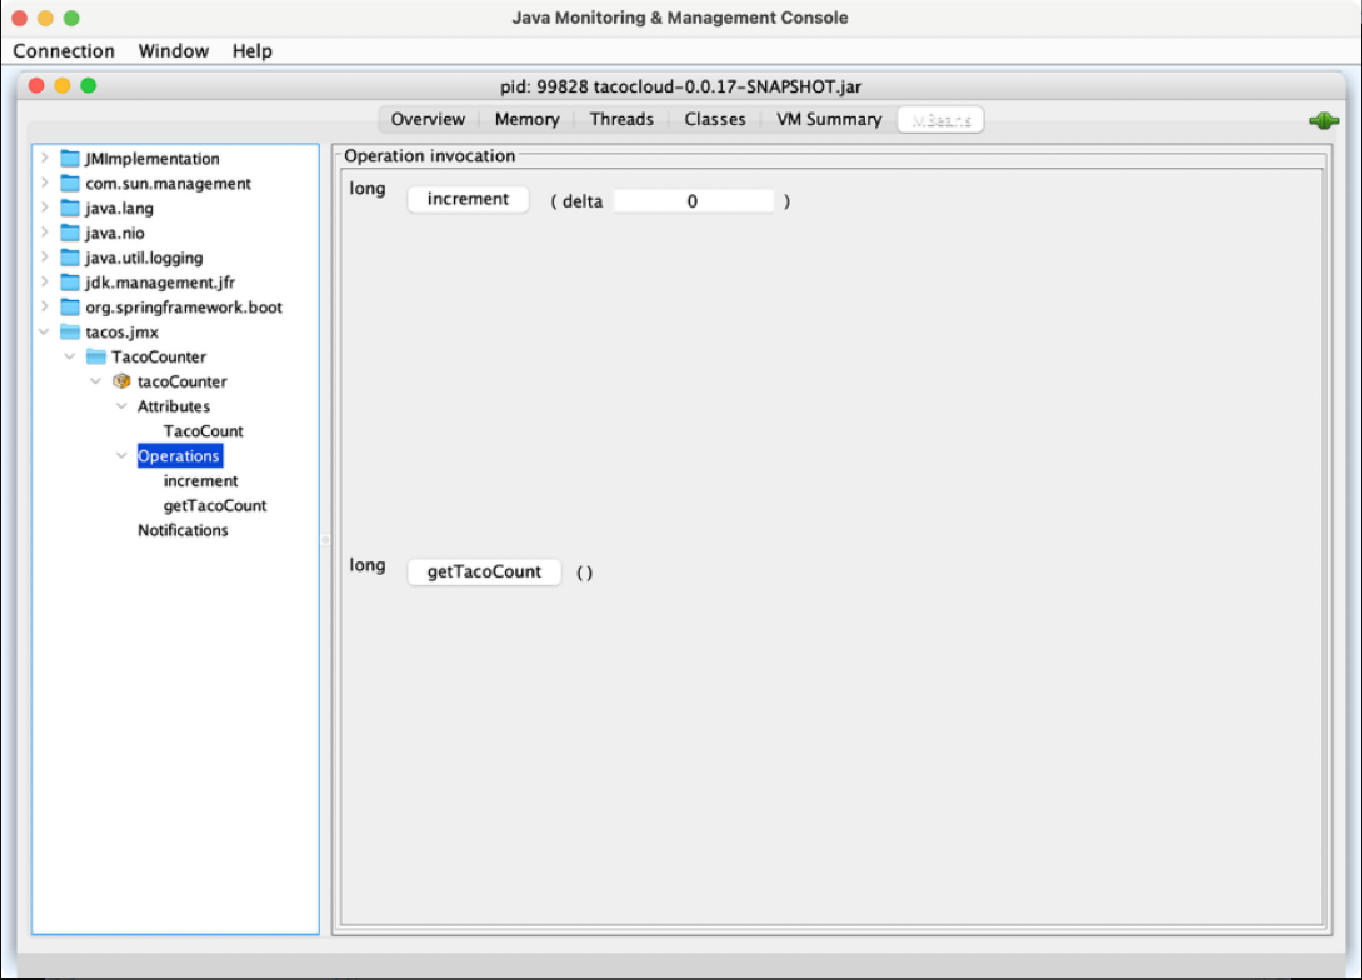 Java Monitoring & Management Console
Connection Window Help
pid: 99828 tacocloud-0.0.17-SNAPSHOT.jar
Overview Memory Threads Classes VM Summary MBeans
JMImplementation
com.sun.management
java.lang
java.nio
java.util.logging
jdk.management.jfr
org.springframework.boot
tacos.jmx
TacoCounter
tacoCounter
Attributes
TacoCount
Operations
increment
getTacoCount
Notifications
Operation invocation
long increment ( delta 0 )
long getTacoCount ()